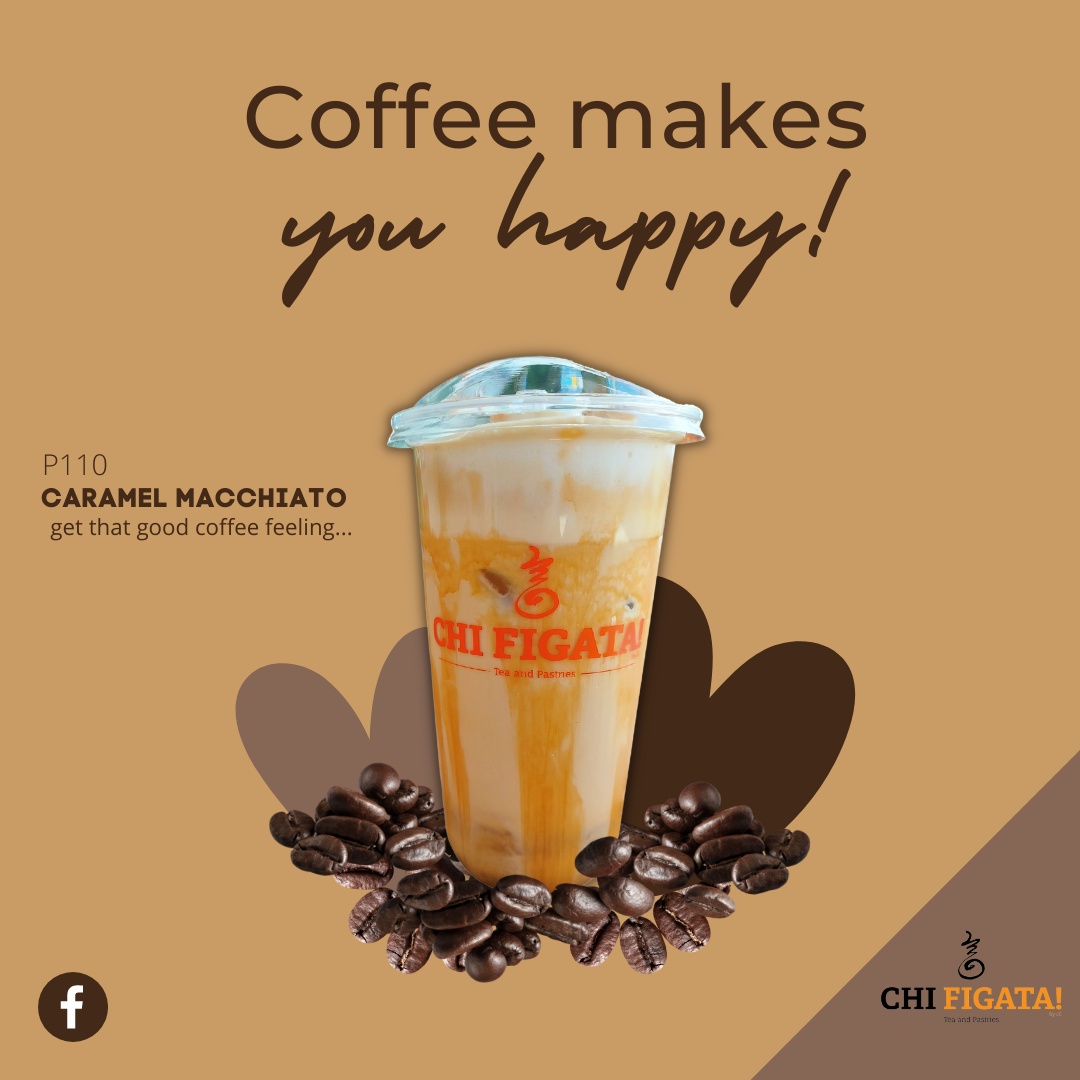 Coffee makes
you happy!
P110
CARAMEL MACCHIATO
get that good coffee feeling...
CHI FIGATA!
Tea and Pastries
CHI FIGATA!
Tea and Pastries